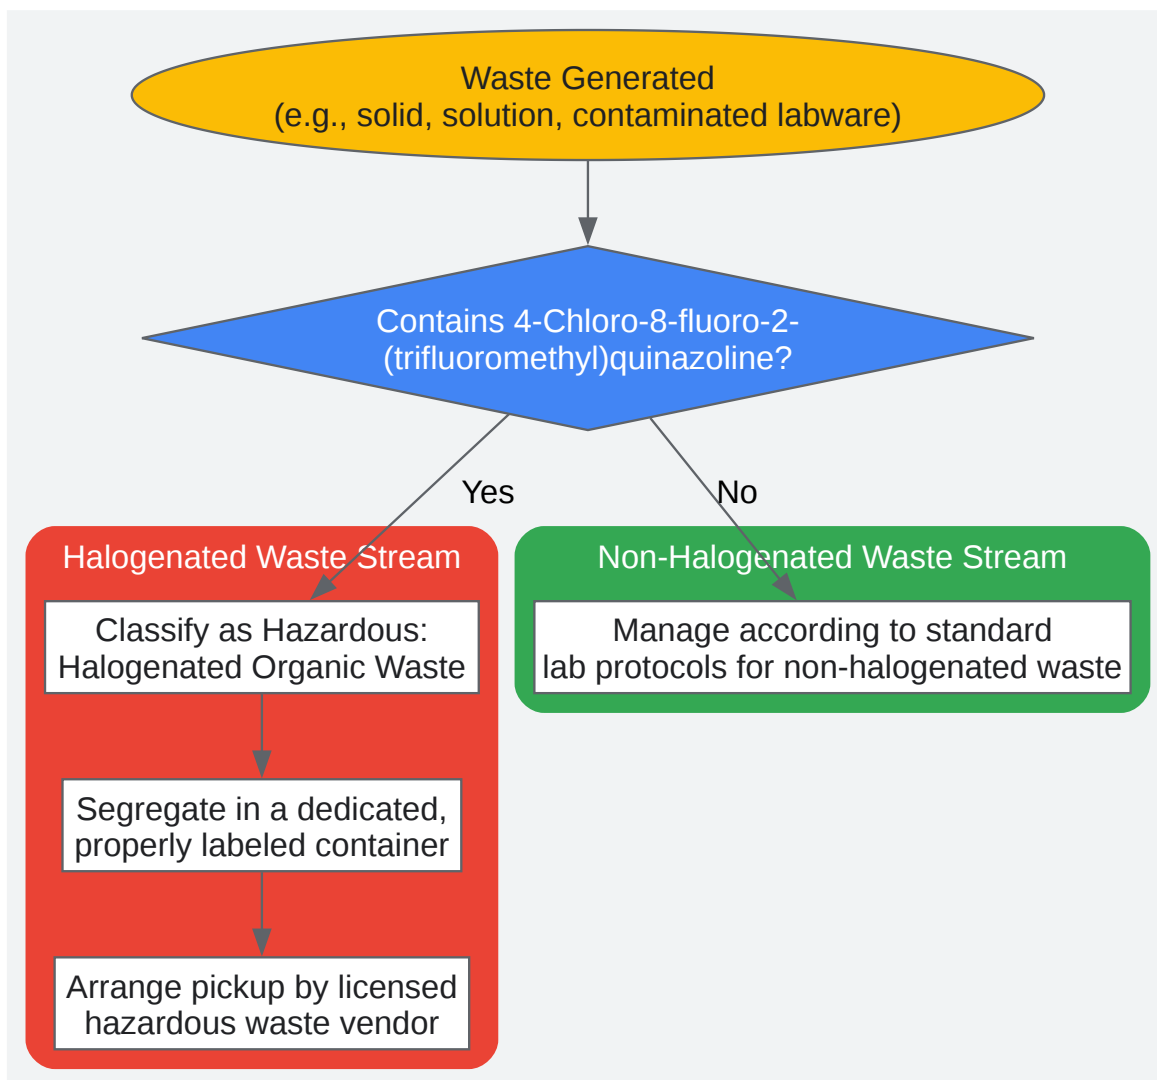 Waste Generated
(e.g., solid, solution, contaminated labware)
Contains 4-Chloro-8-fluoro-2-
(trifluoromethyl)quinazoline?
Yes
No
Halogenated Waste Stream
Classify as Hazardous:
Halogenated Organic Waste
Segregate in a dedicated,
properly labeled container
Arrange pickup by licensed
hazardous waste vendor
Non-Halogenated Waste Stream
Manage according to standard
lab protocols for non-halogenated waste